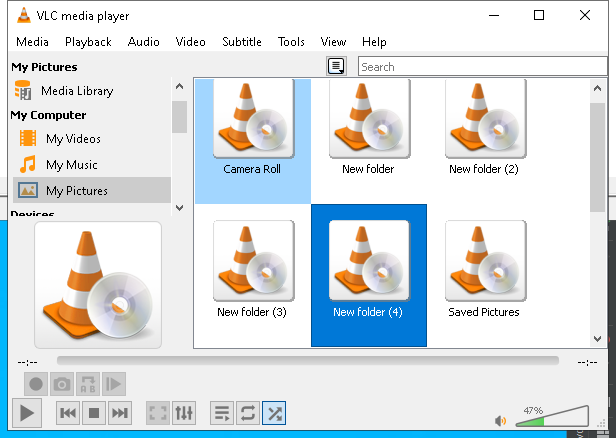 VLC media player
Media Playback Audio Video Subtitle Tools View Help
My Pictures
Search
Media Library
My Computer
My Videos
My Music
My Pictures
Devices
Camera Roll New folder New folder (2)
New folder (3) New folder (4) Saved Pictures
--:-- --:--
47%